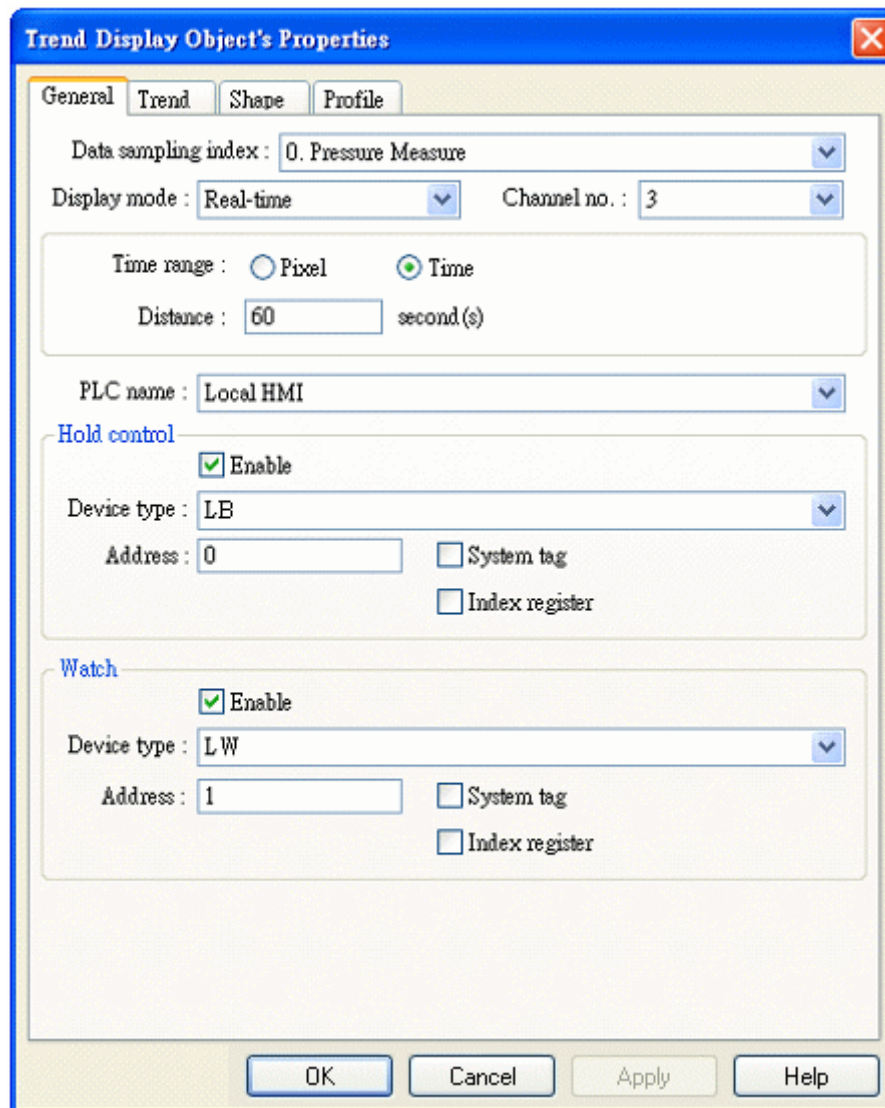 Trend Display Object's Properties
General Trend Shape Profile
Data sampling index : 0. Pressure Measure
Display mode : Real-time Channel no. : 3
Time range : Pixel Time
Distance : 60 second(s)
PLC name : Local HMI
Hold control
Enable
Device type : LB
Address : 0 System tag
Index register
Watch
Enable
Device type : LW
Address : 1 System tag
Index register
OK Cancel Apply Help